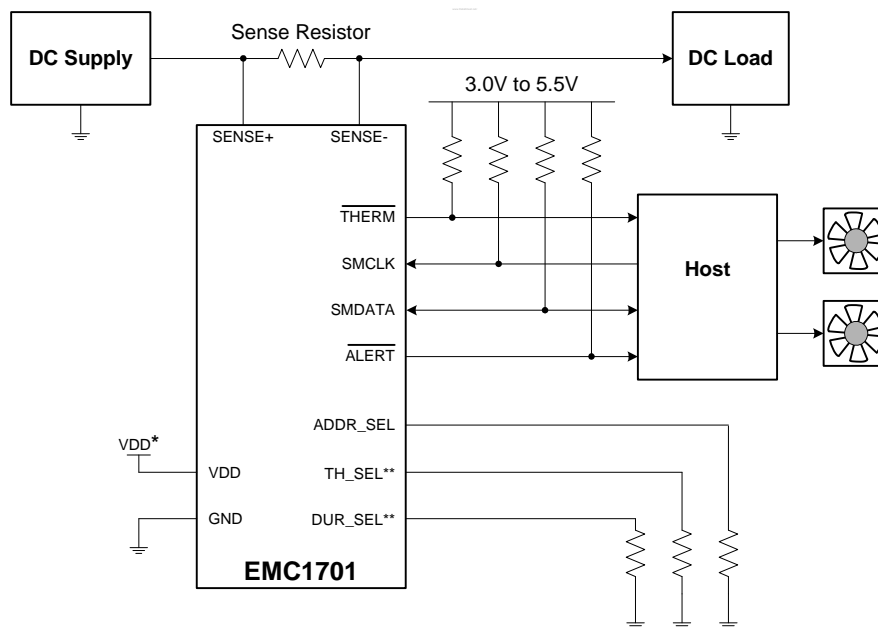 Sense Resistor
DC Supply
DC Load
3.0V to 5.5V
SENSE+
SENSE-
THERM
SMCLK
Host
SMDATA
ALERT
ADDR_SEL
VDD*
VDD
TH_SEL**
GND
DUR_SEL**
EMC1701